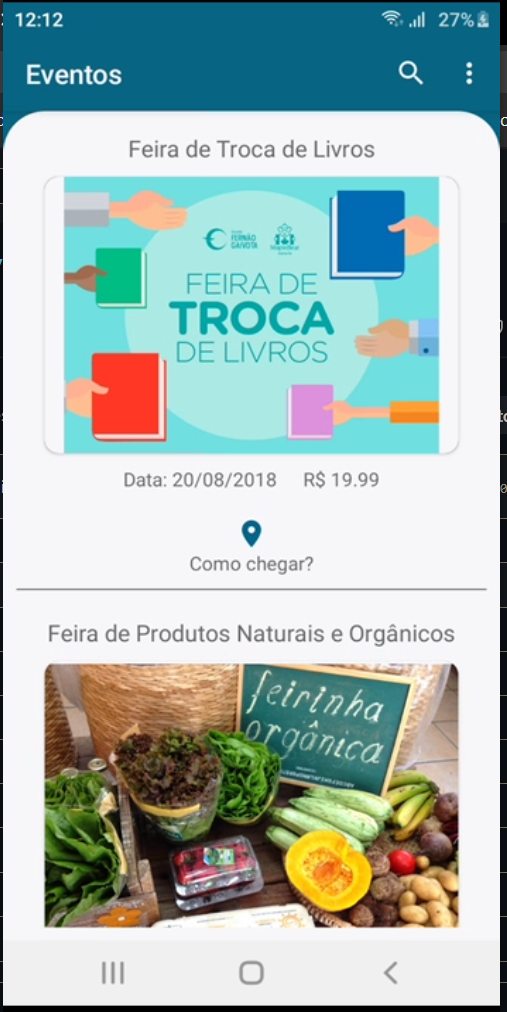 12:12
27%
Eventos
Feira de Troca de Livros
FERNÃO
GAIVOTA
FEIRA DE
TROCA
DE LIVROS
Data: 20/08/2018 R$ 19.99
Como chegar?
Feira de Produtos Naturais e Orgânicos
feirinha
orgânica